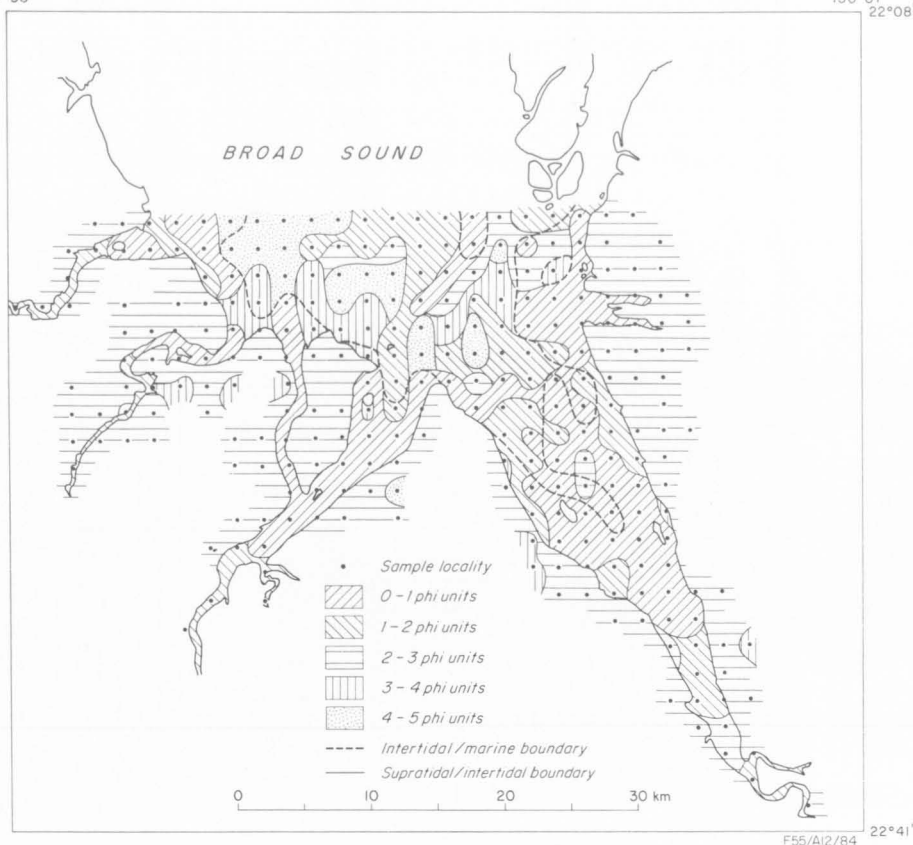 22°08'
BROAD SOUND
Sample locality
0-1 phi units
1-2 phi units
2-3 phi units
3-4 phi units
4-5 phi units
Intertidal/marine boundary
Supratidal/intertidal boundary
0 10 20 30 km
22°41'
F55/A12/84